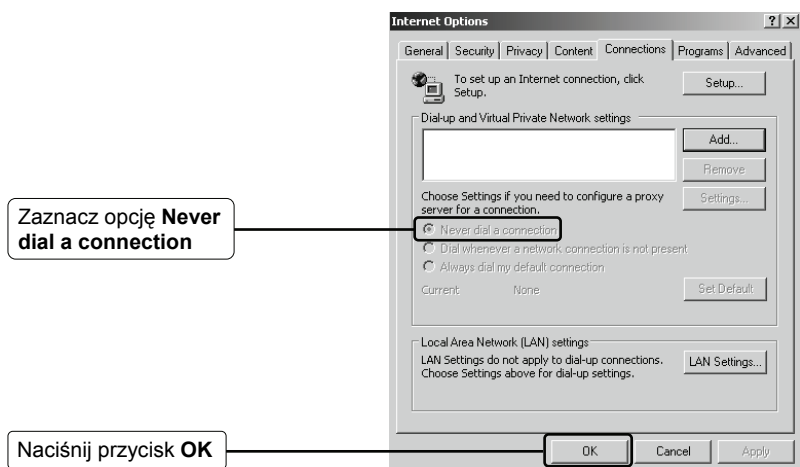 Internet Options
? X
General Security Privacy Content Connections Programs Advanced
To set up an Internet connection, click
Setup.
Setup...
Dial-up and Virtual Private Network settings
Add...
Remove
Choose Settings if you need to configure a proxy
server for a connection.
Settings...
Zaznacz opcję Never
dial a connection
Never dial a connection
Dial whenever a network connection is not present
Always dial my default connection
Current None
Set Default
Local Area Network (LAN) settings
LAN Settings do not apply to dial-up connections.
Choose Settings above for dial-up settings.
LAN Settings...
Naciśnij przycisk OK
OK Cancel Apply